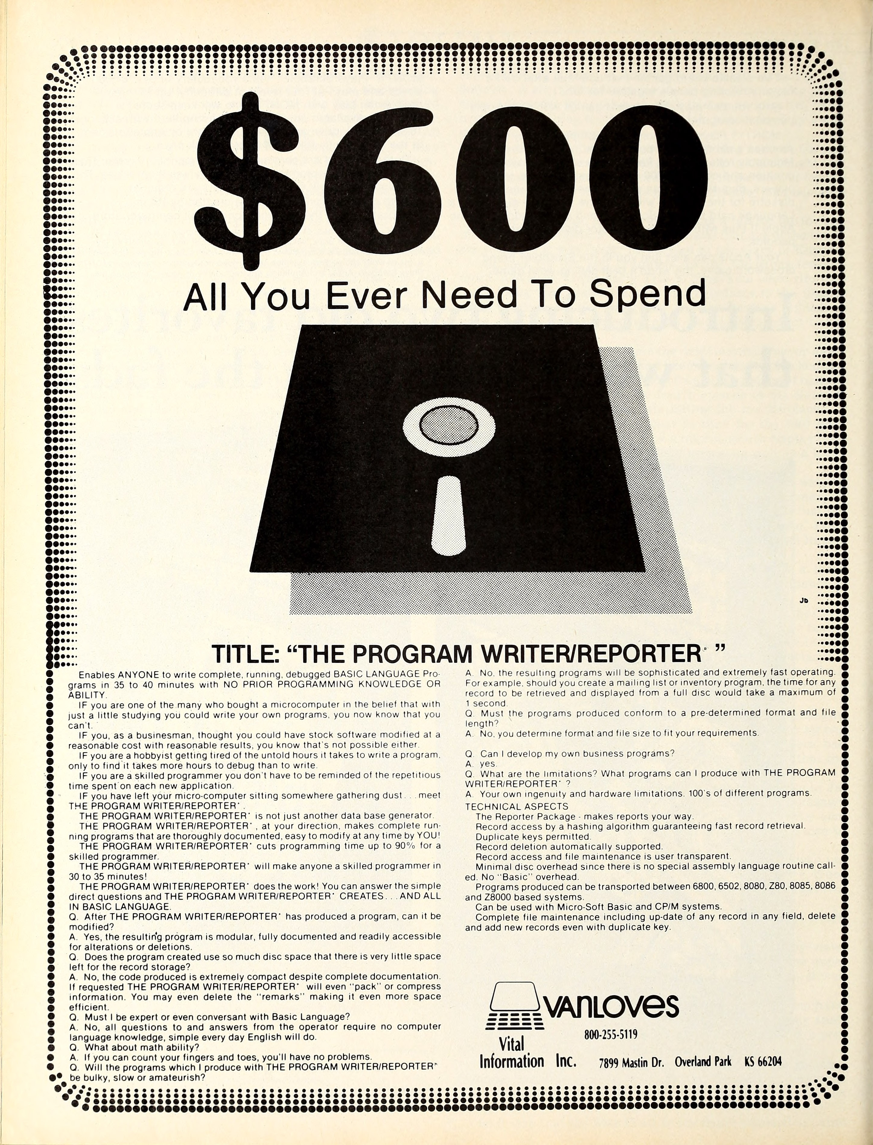 $600
All You Ever Need To Spend
JD
TITLE: “THE PROGRAM WRITER/REPORTER* ”
Enables ANYONE to write complete, running, debugged BASIC LANGUAGE Pro-
grams in 35 to 40 minutes with NO PRIOR PROGRAMMING KNOWLEDGE OR
ABILITY.
IF you are one of the many who bought a microcomputer in the belief that with
just a little studying you could write your own programs, you now know that you
can't.
IF you, as a businesman, thought you could have stock software modified at a
reasonable cost with reasonable results, you know that's not possible either.
IF you are a hobbyist getting tired of the untold hours it takes to write a program,
only to find it takes more hours to debug than to write.
IF you are a skilled programmer you don't have to be reminded of the repetitious
time spent on each new application.
IF you have left your micro-computer sitting somewhere gathering dust. . .meet
THE PROGRAM WRITER/REPORTER* .
THE PROGRAM WRITER/REPORTER* is not just another data base generator.
THE PROGRAM WRITER/REPORTER* , at your direction, makes complete run-
ning programs that are thoroughly documented, easy to modify at any time by YOU!
THE PROGRAM WRITER/REPORTER* cuts programming time up to 90% for a
skilled programmer.
THE PROGRAM WRITER/REPORTER* will make anyone a skilled programmer in
30 to 35 minutes!
THE PROGRAM WRITER/REPORTER* does the work! You can answer the simple
direct questions and THE PROGRAM WRITER/REPORTER* CREATES. . .AND ALL
IN BASIC LANGUAGE.
Q. After THE PROGRAM WRITER/REPORTER* has produced a program, can it be
modified?
A. Yes, the resulting program is modular, fully documented and readily accessible
for alterations or deletions.
Q. Does the program created use so much disc space that there is very little space
left for the record storage?
A. No, the code produced is extremely compact despite complete documentation.
If requested THE PROGRAM WRITER/REPORTER* will even "pack" or compress
information. You may even delete the "remarks" making it even more space
efficient.
Q. Must I be expert or even conversant with Basic Language?
A. No, all questions to and answers from the operator require no computer
language knowledge, simple every day English will do.
Q. What about math ability?
A. If you can count your fingers and toes, you'll have no problems.
Q. Will the programs which I produce with THE PROGRAM WRITER/REPORTER*
be bulky, slow or amateurish?
A. No, the resulting programs will be sophisticated and extremely fast operating.
For example, should you create a mailing list or inventory program, the time for any
record to be retrieved and displayed from a full disc would take a maximum of
1 second.
Q. Must the programs produced conform to a pre-determined format and file
length?
A. No, you determine format and file size to fit your requirements.
Q. Can I develop my own business programs?
A. yes.
Q. What are the limitations? What programs can I produce with THE PROGRAM
WRITER/REPORTER* ?
A. Your own ingenuity and hardware limitations. 100's of different programs.
TECHNICAL ASPECTS
The Reporter Package - makes reports your way.
Record access by a hashing algorithm guaranteeing fast record retrieval.
Duplicate keys permitted.
Record deletion automatically supported.
Record access and file maintenance is user transparent.
Minimal disc overhead since there is no special assembly language routine call-
ed. No "Basic" overhead.
Programs produced can be transported between 6800, 6502, 8080, Z80, 8085, 8086
and Z8000 based systems.
Can be used with Micro-Soft Basic and CP/M systems.
Complete file maintenance including up-date of any record in any field, delete
and add new records even with duplicate key.
VANLOVES
Vital
Information Inc.
800-255-5119
7899 Mastin Dr. Overland Park KS 66204